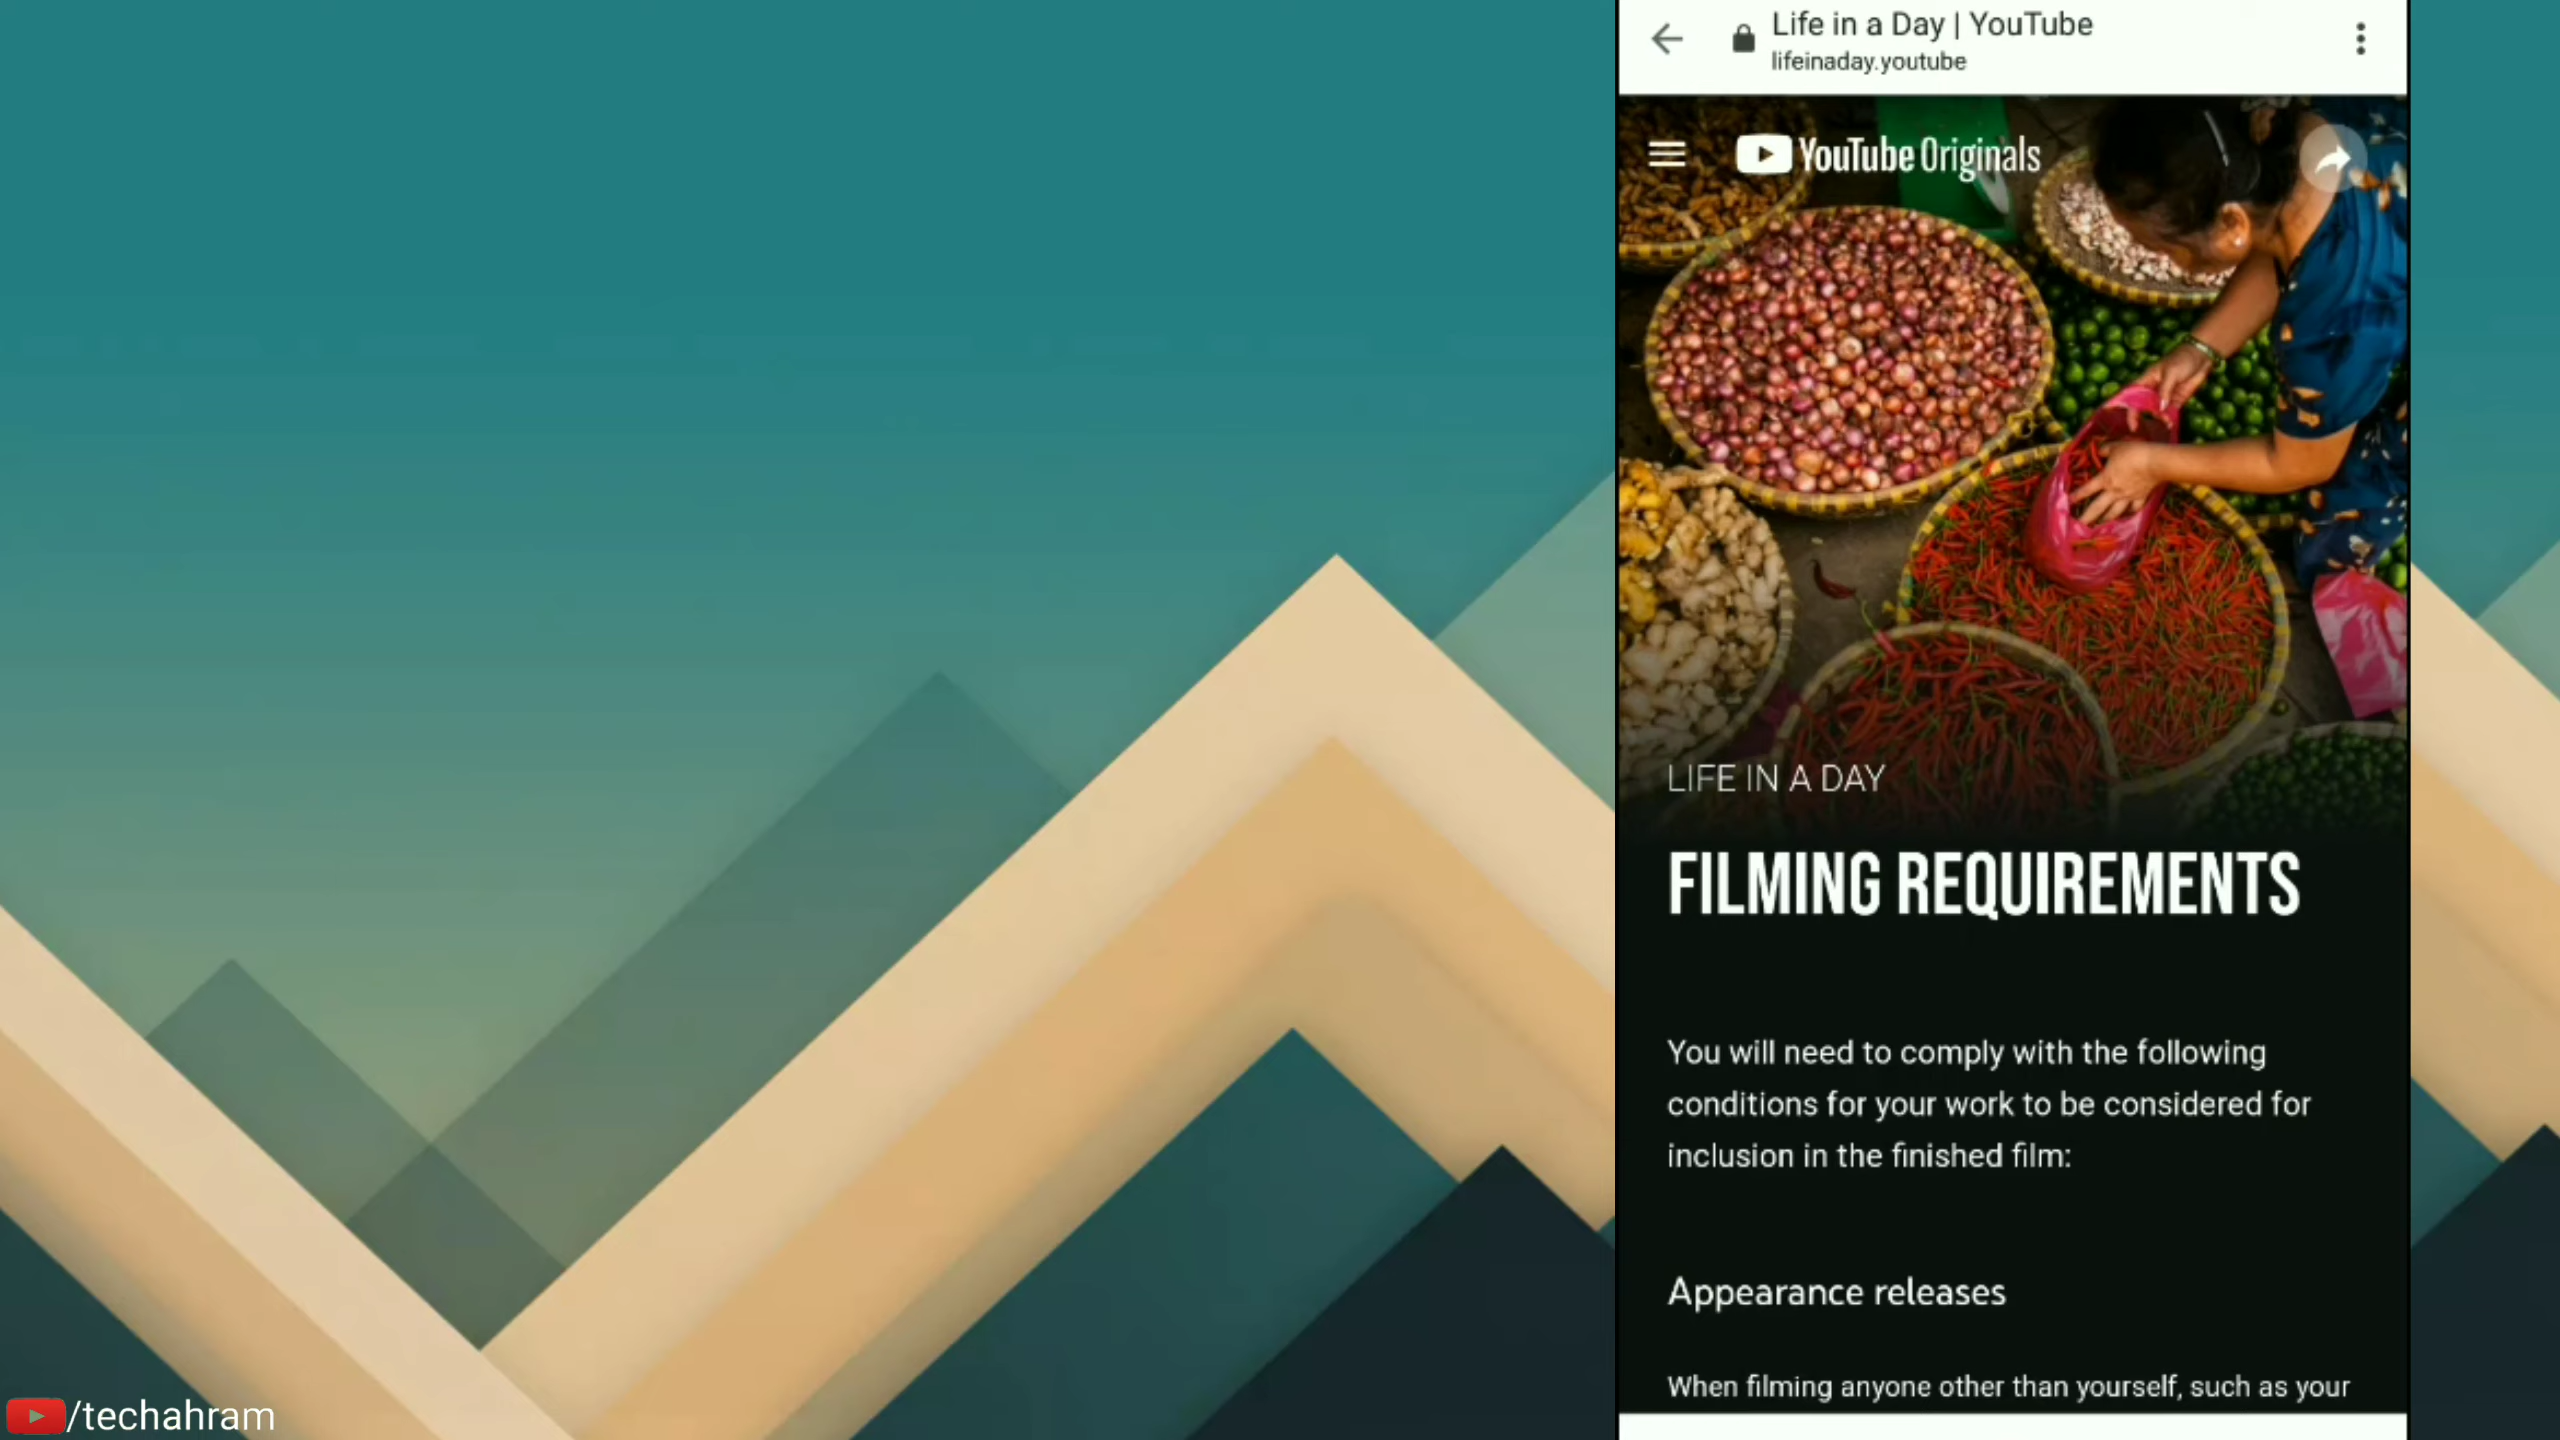 Life in a Day | YouTube
lifeinaday.youtube
YouTube Originals
LIFE IN A DAY
FILMING REQUIREMENTS
You will need to comply with the following
conditions for your work to be considered for
inclusion in the finished film:
Appearance releases
When filming anyone other than yourself, such as your
/techahram